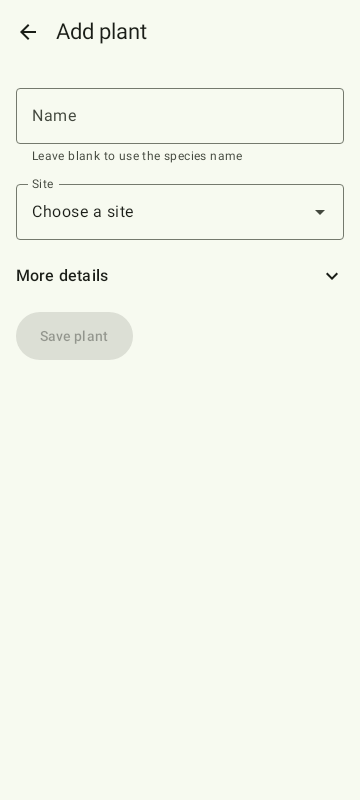 Add plant
Name
Leave blank to use the species name
Site
Choose a site
More details
Save plant